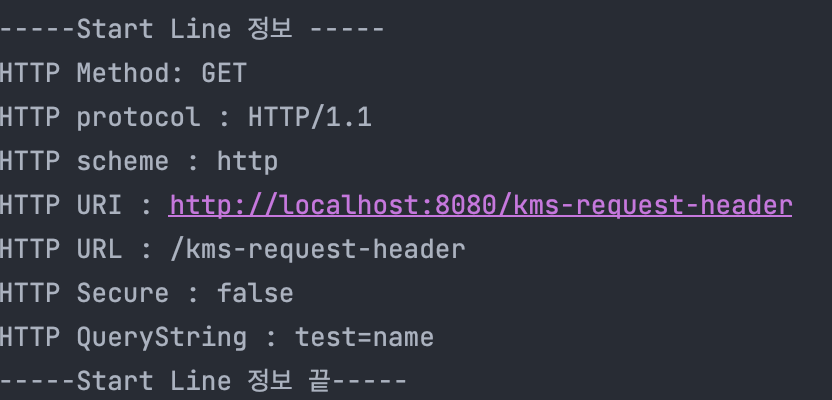 -----Start Line 정보 -----
HTTP Method: GET
HTTP protocol : HTTP/1.1
HTTP scheme : http
HTTP URI : http://localhost:8080/kms-request-header
HTTP URL : /kms-request-header
HTTP Secure : false
HTTP QueryString : test=name
-----Start Line 정보 끝-----